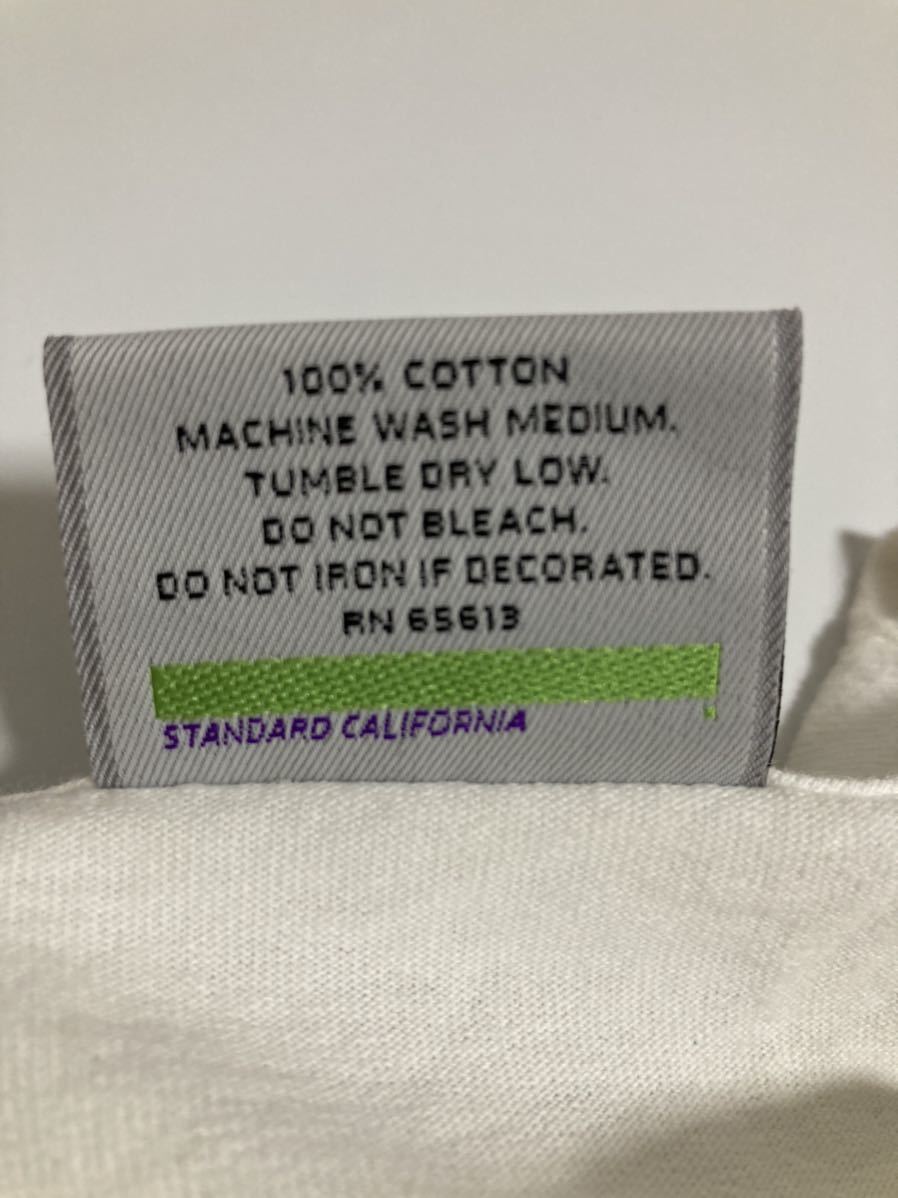 100% COTTON
MACHINE WASH MEDIUM.
TUMBLE DRY LOW.
DO NOT BLEACH.
DO NOT IRON IF DECORATED.
RN 65613
STANDARD CALIFORNIA